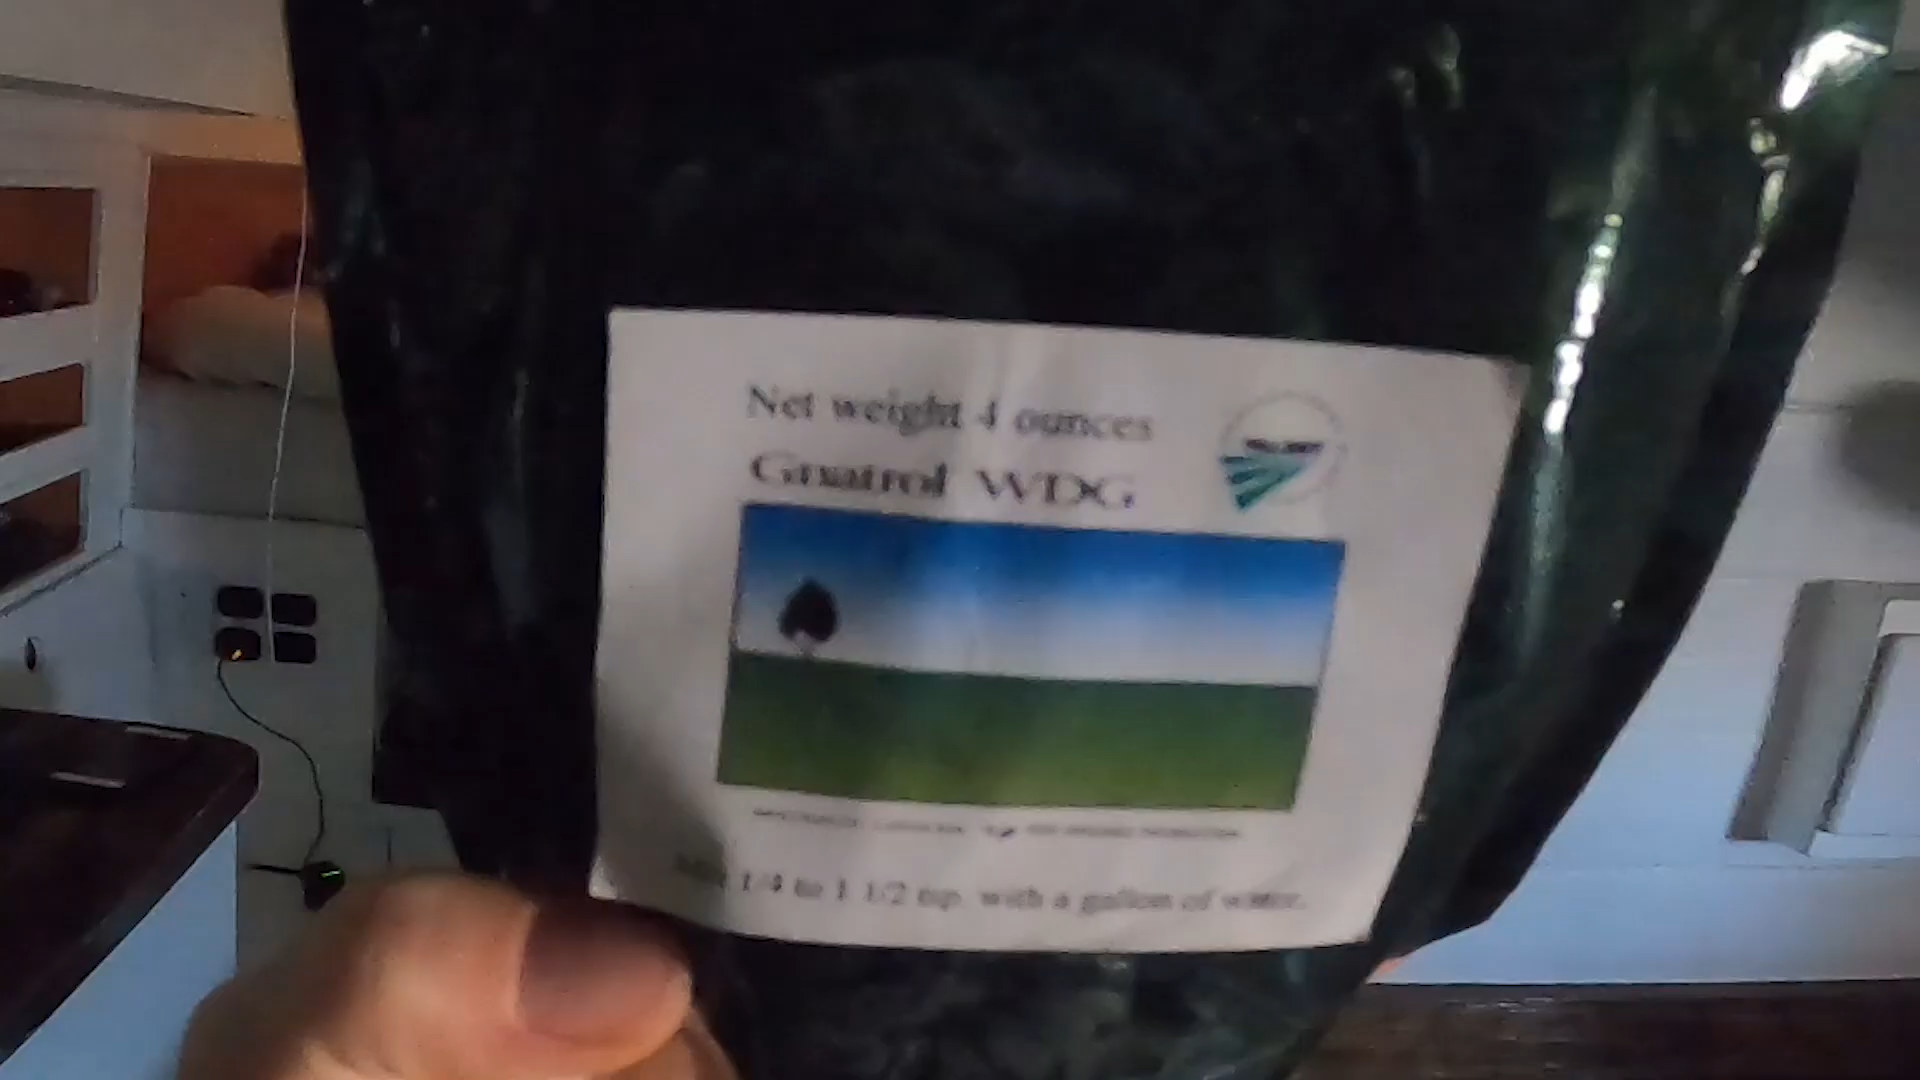 Net weight 4 ounces
Gnatrol WDG
1/4 to 1 1/2 tsp. with a gallon of water.